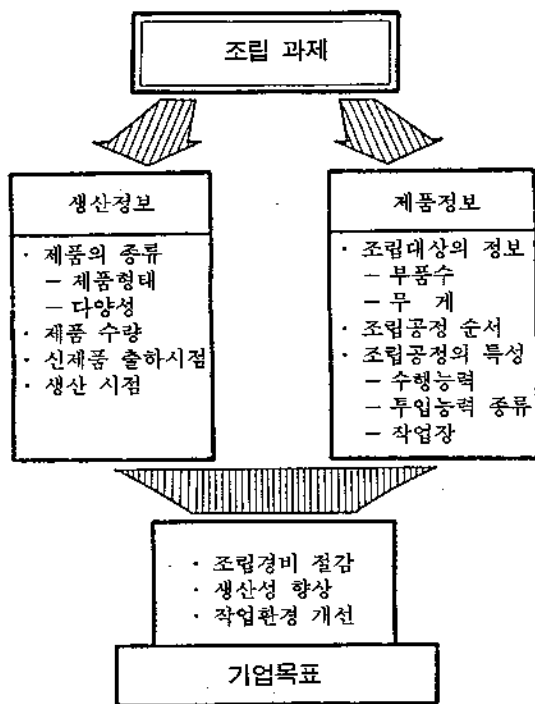 조립 과제
생산정보
· 제품의 종류
– 제품형태
– 다양성
· 제품 수량
· 신제품 출하시점
· 생산 시점
제품정보
· 조립대상의 정보
– 부품수
– 무 게
· 조립공정 순서
· 조립공정의 특성
– 수행능력
– 투입능력 종류
– 작업장
· 조립경비 절감
· 생산성 향상
· 작업환경 개선
기업목표